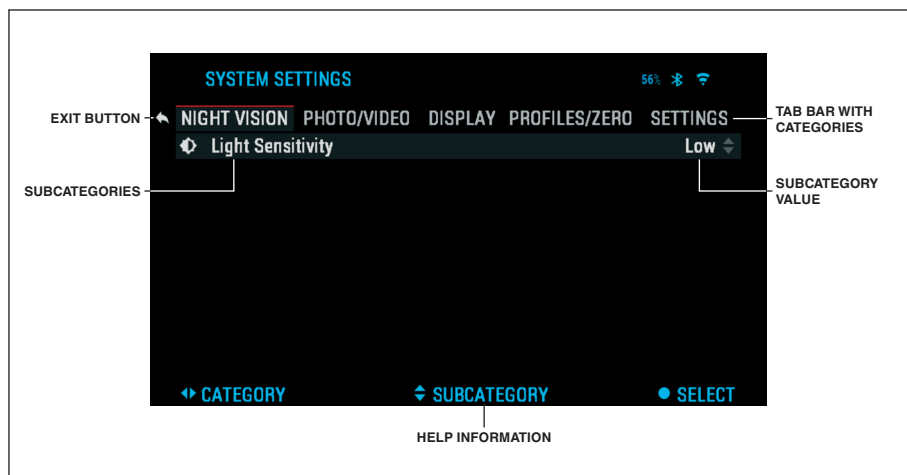 SYSTEM SETTINGS 56%
EXIT BUTTON
NIGHT VISION PHOTO/VIDEO DISPLAY PROFILES/ZERO SETTINGS
TAB BAR WITH
CATEGORIES
Light Sensitivity Low
SUBCATEGORIES
SUBCATEGORY
VALUE
CATEGORY SUBCATEGORY SELECT
HELP INFORMATION